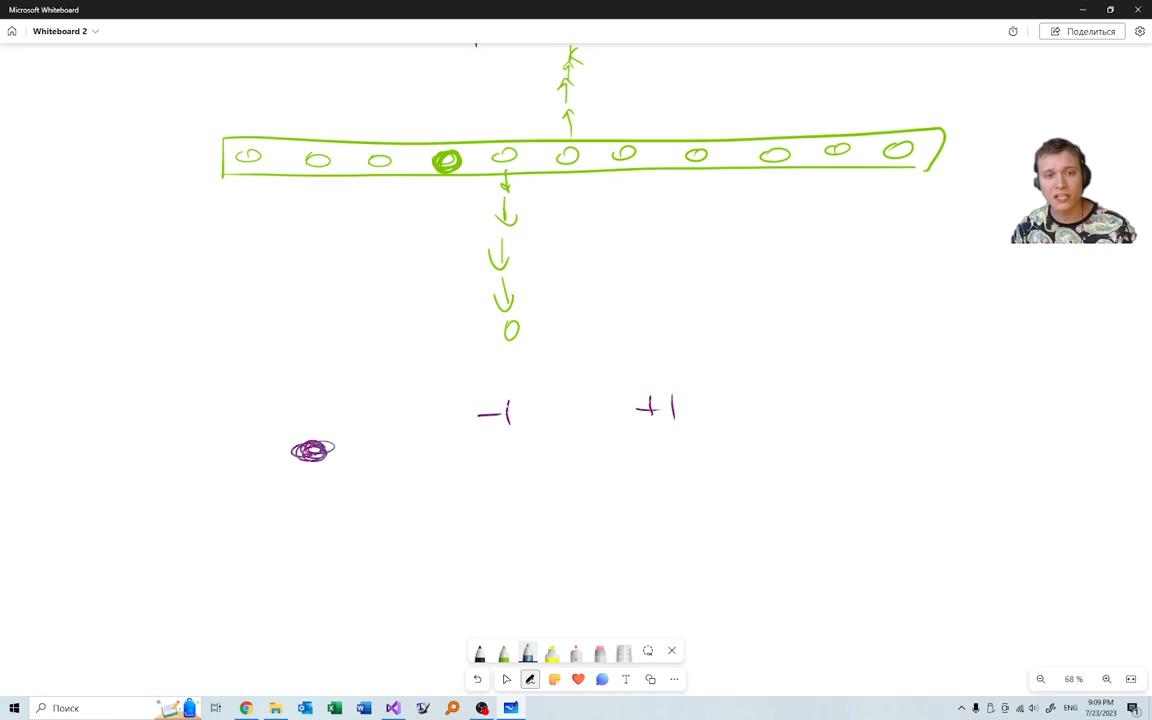 Microsoft Whiteboard
Whiteboard 2
Поделиться
K
0
-1 +1
68 %
Поиск
ENG
9:09 PM
7/23/2023